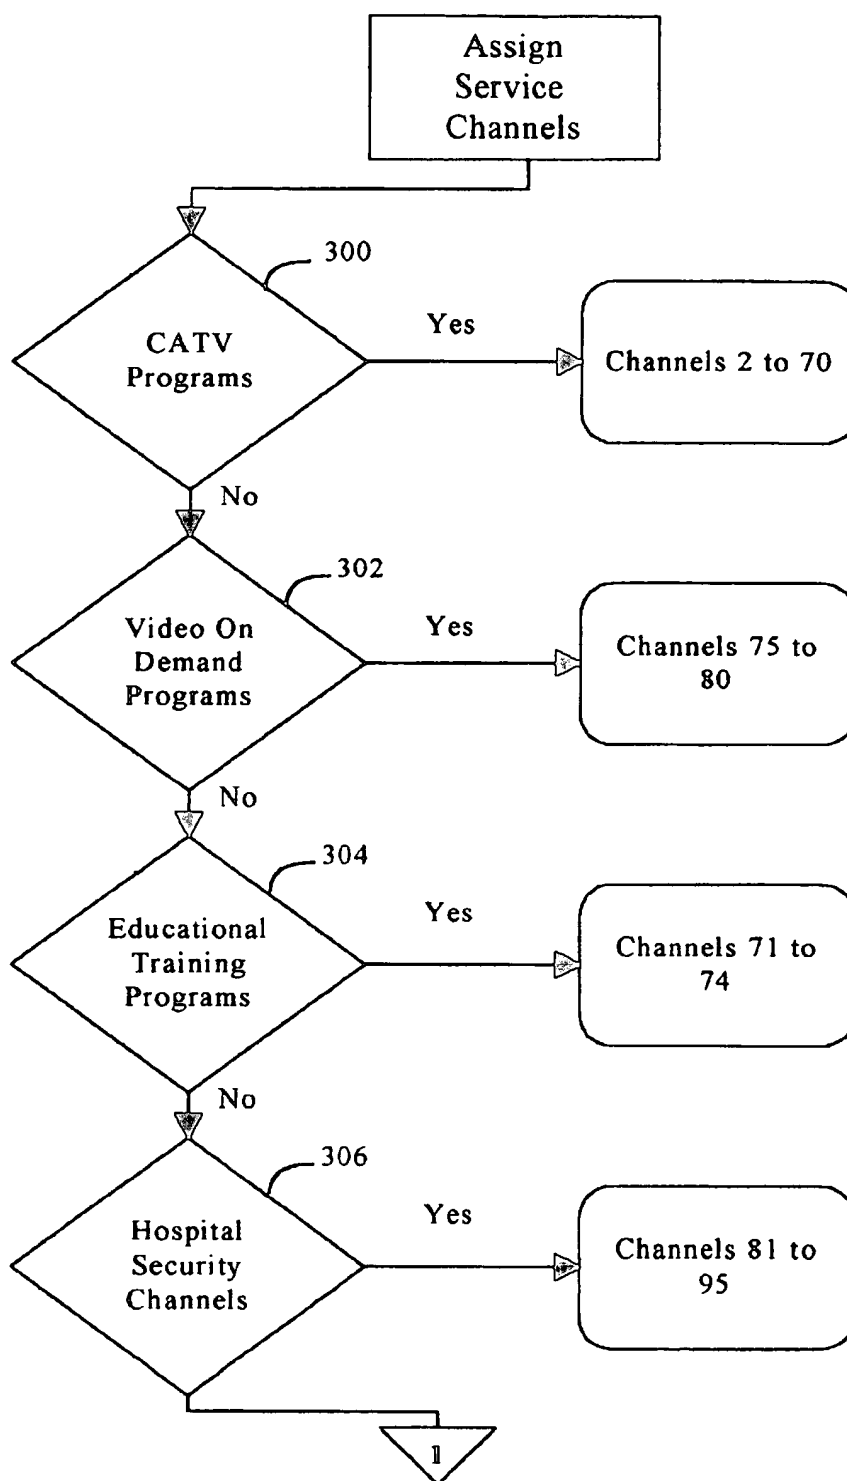 Assign
Service
Channels
300
CATV
Programs
Yes
Channels 2 to 70
No
302
Video On
Demand
Programs
Yes
Channels 75 to
80
No
304
Educational
Training
Programs
Yes
Channels 71 to
74
No
306
Hospital
Security
Channels
Yes
Channels 81 to
95
1